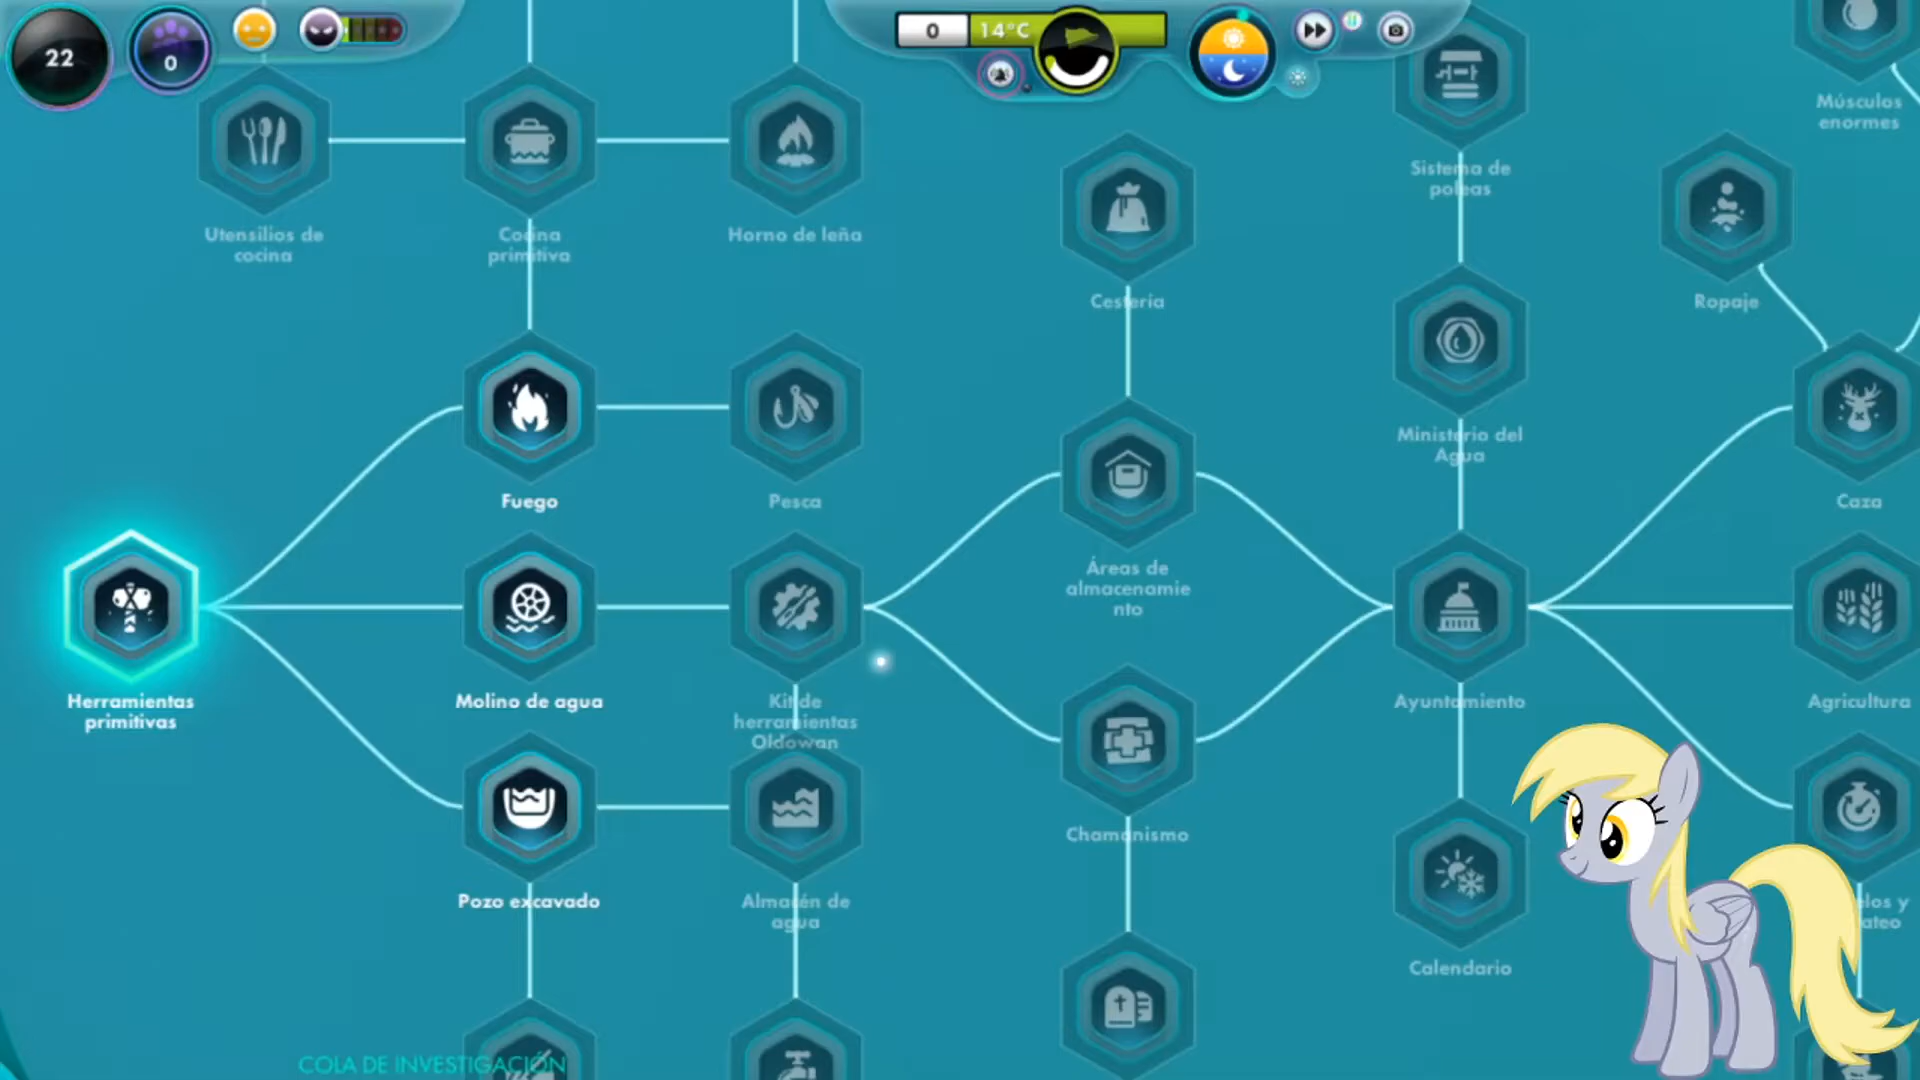 22
0
0
14°C
Músculos
enormes
Sistema de
poleas
Utensilios de
cocina
Cocina
primitiva
Horno de leña
Cestería
Ropaje
Ministerio del
Agua
Fuego
Pesca
Caza
Áreas de
almacenamie
nto
Herramientas
primitivas
Molino de agua
Kit de
herramientas
Oldowan
Ayuntamiento
Agricultura
Chamanismo
Pozo excavado
Almacén de
agua
Calendario
elos y
ateo
COLA DE INVESTIGACIÓN